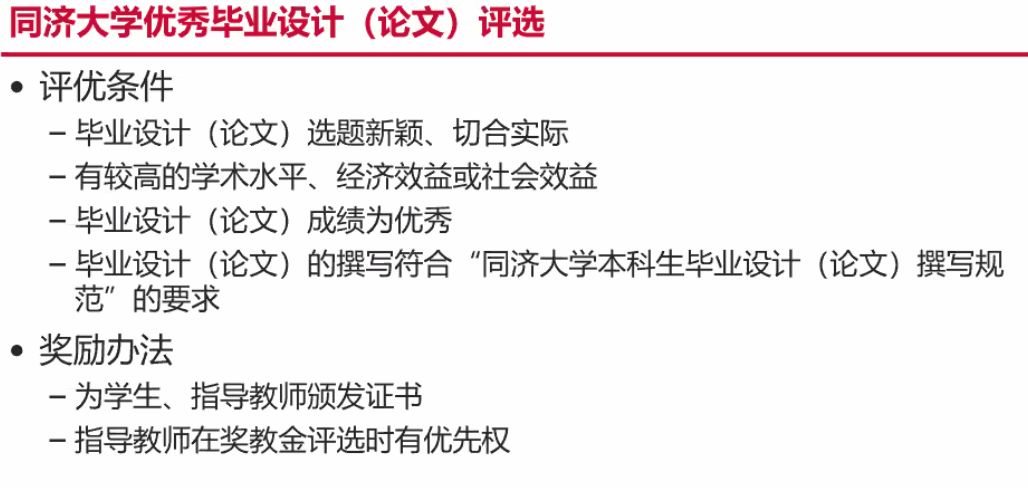 同济大学优秀毕业设计（论文）评选
• 评优条件
– 毕业设计（论文）选题新颖、切合实际
– 有较高的学术水平、经济效益或社会效益
– 毕业设计（论文）成绩为优秀
– 毕业设计（论文）的撰写符合“同济大学本科生毕业设计（论文）撰写规
范”的要求
• 奖励办法
– 为学生、指导教师颁发证书
– 指导教师在奖教金评选时有优先权